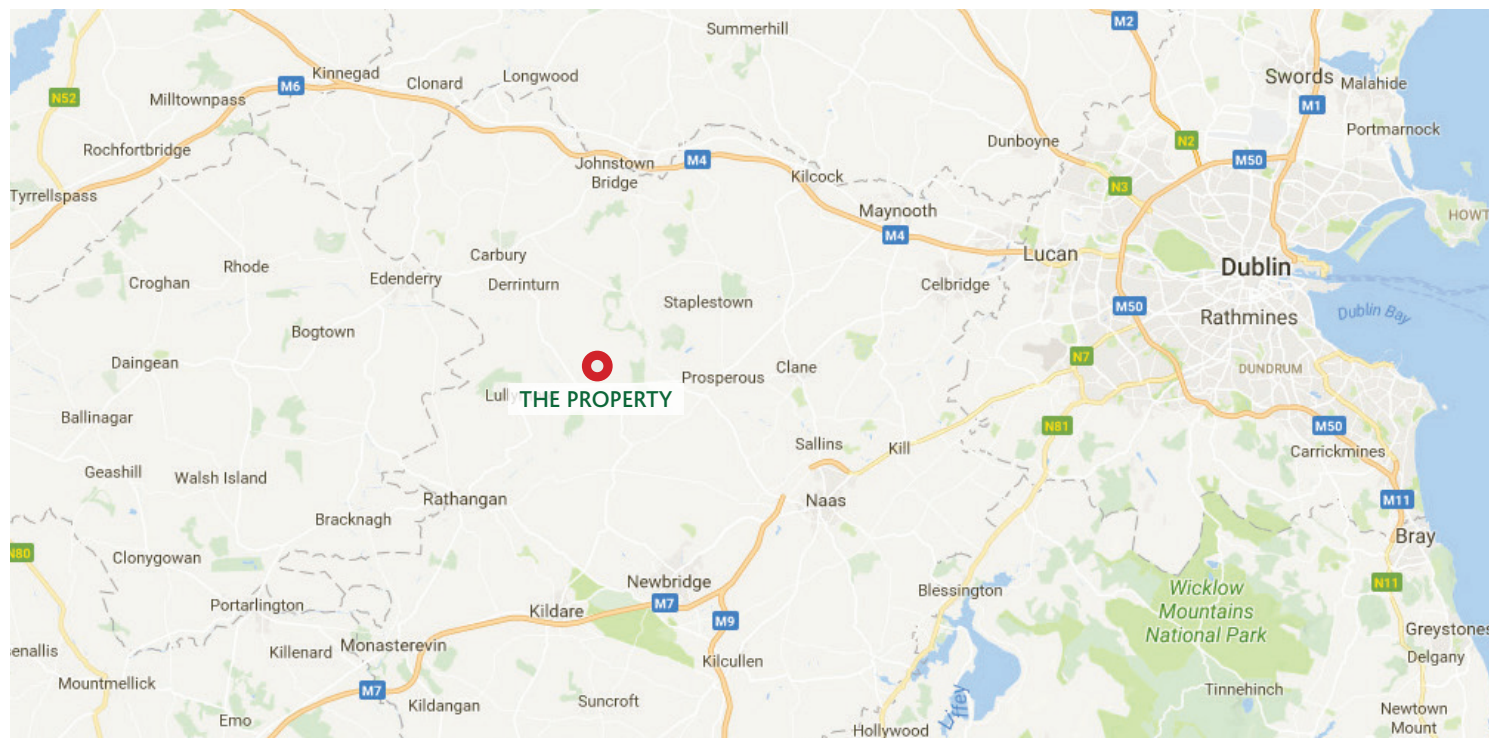 Summerhill
M2
Kinnegad
Clonard
Longwood
M6
Swords
Malahide
N52
Milltownpass
M1
Portmarnock
Rochfortbridge
Dunboyne
N2
Johnstown
Bridge
M4
M50
Kilcock
N3
Tyrrellspass
Maynooth
HOWT
M4
Lucan
Carbury
Dublin
Rhode
Edenderry
Croghan
Derrinturn
Celbridge
Staplestown
M50
Dublin Bay
Rathmines
Bogtown
Daingean
N7
Clane
DUNDRUM
Prosperous
Lully
THE PROPERTY
Ballinagar
N81
M50
Sallins
Kill
Carrickmines
Geashill
Walsh Island
Rathangan
Naas
M11
Bracknagh
Bray
N80
Clonygowan
Newbridge
N11
Blessington
Wicklow
Mountains
National Park
Portarlington
Kildare
M7
M9
Greystones
enallis
Killenard
Monasterevin
Delgany
Kilcullen
Mountmellick
M7
Tinnehinch
Suncroft
Kildangan
Liffey
Newtown
Mount
Emo
Hollywood